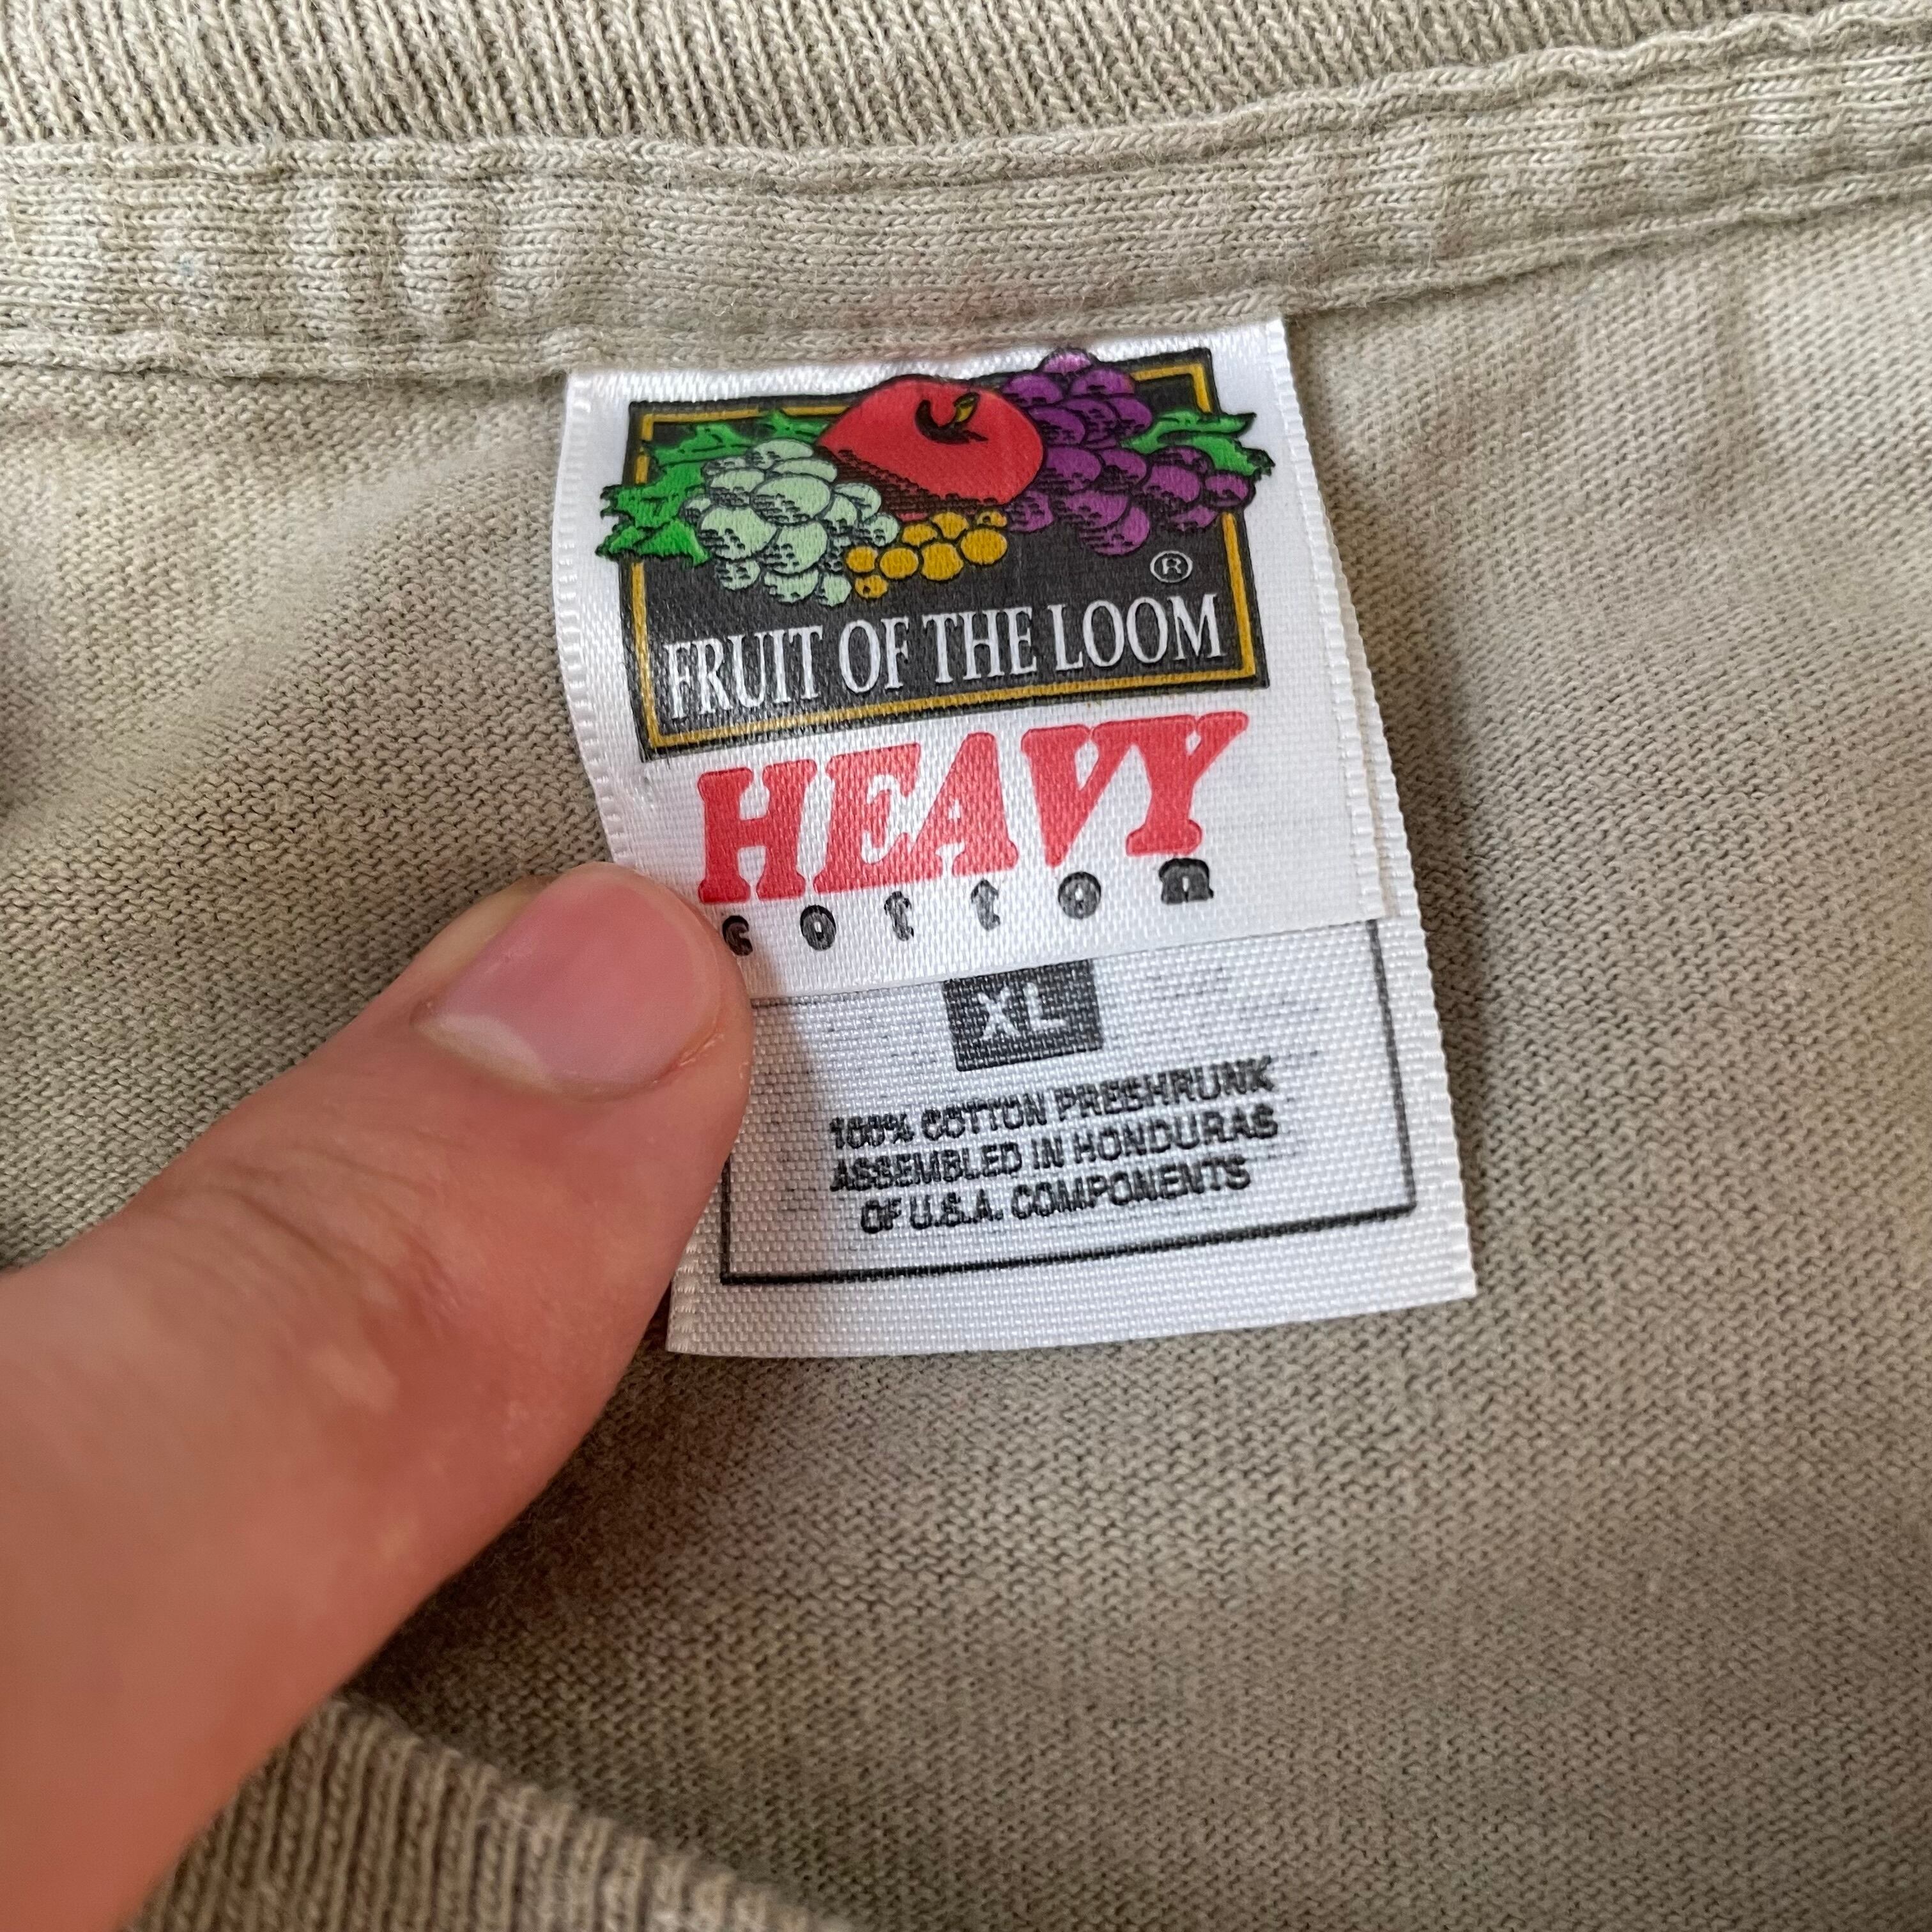 ®
FRUIT OF THE LOOM
HEAVY
cotton
XL
100% COTTON PRESHRUNK
ASSEMBLED IN HONDURAS
OF U.S.A. COMPONENTS